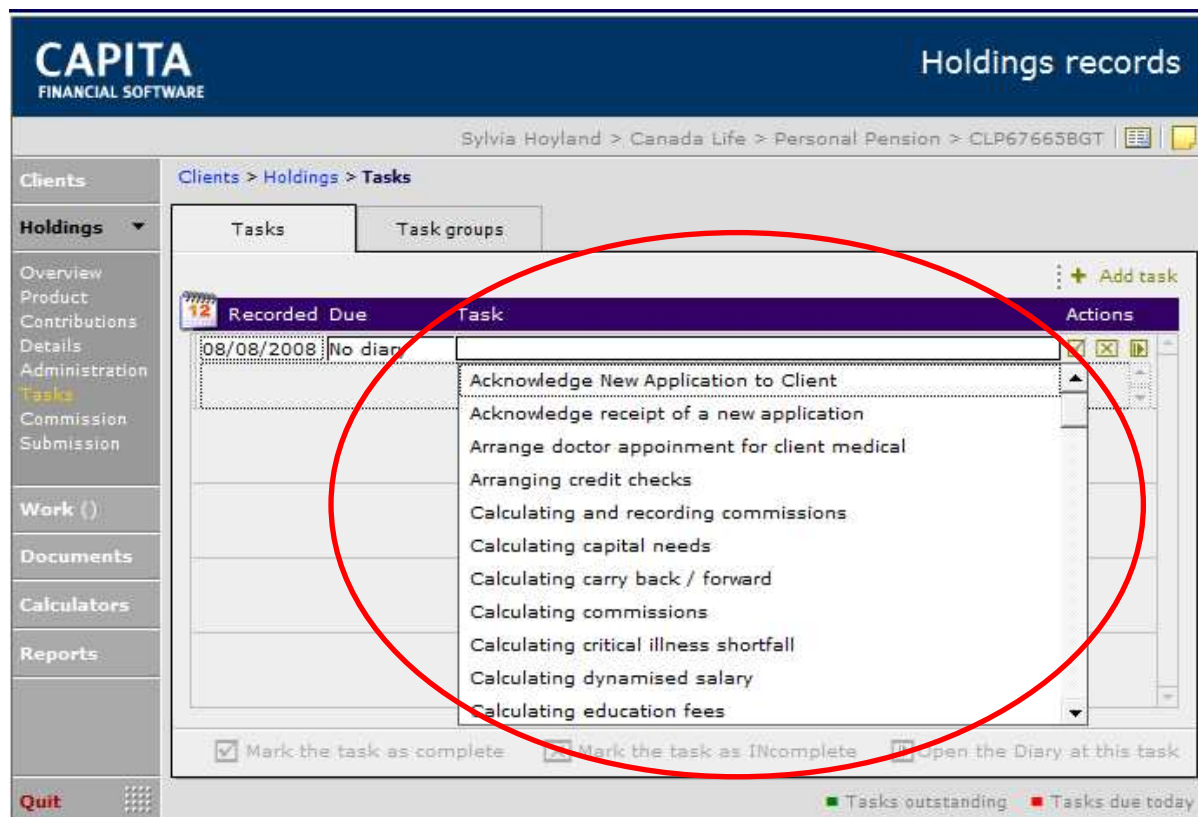 CAPITA
FINANCIAL SOFTWARE
Holdings records
Sylvia Hoyland > Canada Life > Personal Pension > CLP67665BGT
Clients
Clients > Holdings > Tasks
Holdings
Tasks
Task groups
Overview
Product
Contributions
Details
Administration
Tasks
Commission
Submission
Work ()
Documents
Calculators
Reports
Add task
12 Recorded Due Task Actions
08/08/2008 No diary
Acknowledge New Application to Client
Acknowledge receipt of a new application
Arrange doctor appoinment for client medical
Arranging credit checks
Calculating and recording commissions
Calculating capital needs
Calculating carry back / forward
Calculating commissions
Calculating critical illness shortfall
Calculating dynamised salary
Calculating education fees
Mark the task as complete Mark the task as INcomplete Open the Diary at this task
Quit
Tasks outstanding Tasks due today